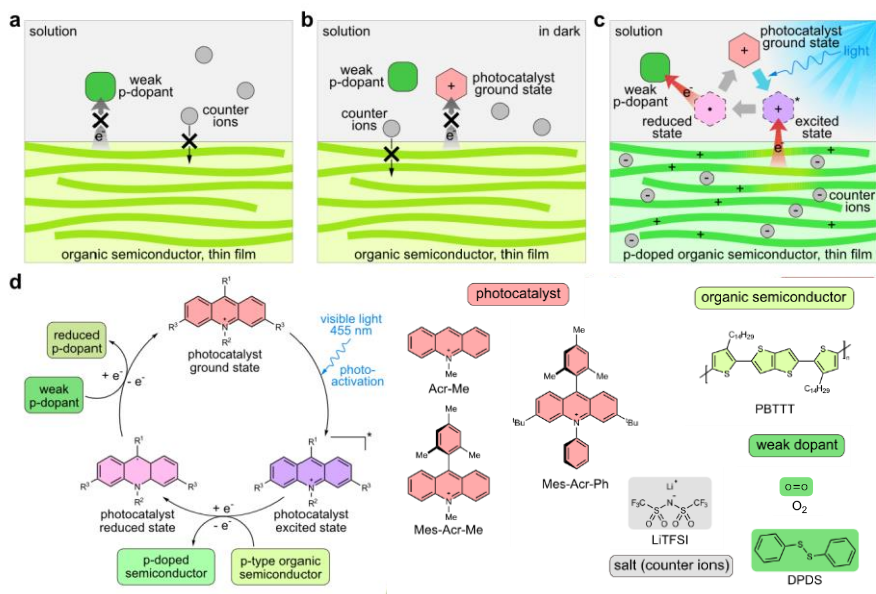 a
solution
weak
p-dopant
e-
counter
ions
organic semiconductor, thin film
b
solution
in dark
weak
p-dopant
photocatalyst
ground state
counter
ions
e-
organic semiconductor, thin film
c
solution
photocatalyst
ground state
light
weak
p-dopant
e-
reduced
state
excited
state
e-
counter
ions
p-doped organic semiconductor, thin film
d
reduced
p-dopant
+ e-
- e-
weak
p-dopant
R1
R3
N
R2
R3
photocatalyst
ground state
visible light
455 nm
photo-
activation
R1
R3
N
R2
R3
photocatalyst
reduced state
R1
*
R3
N
R2
R3
photocatalyst
excited state
+ e-
- e-
p-doped
semiconductor
p-type organic
semiconductor
photocatalyst
N
Me
Acr-Me
Me
Me
Me
N
Me
Mes-Acr-Me
Me
Me
Me
tBu
N
tBu
Mes-Acr-Ph
organic semiconductor
C14H29
S
S
S
S
n
C14H29
PBTTT
weak dopant
O=O
O2
S
S
DPDS
Li+
F3C
N
CF3
S
S
O O O O
LiTFSI
salt (counter ions)